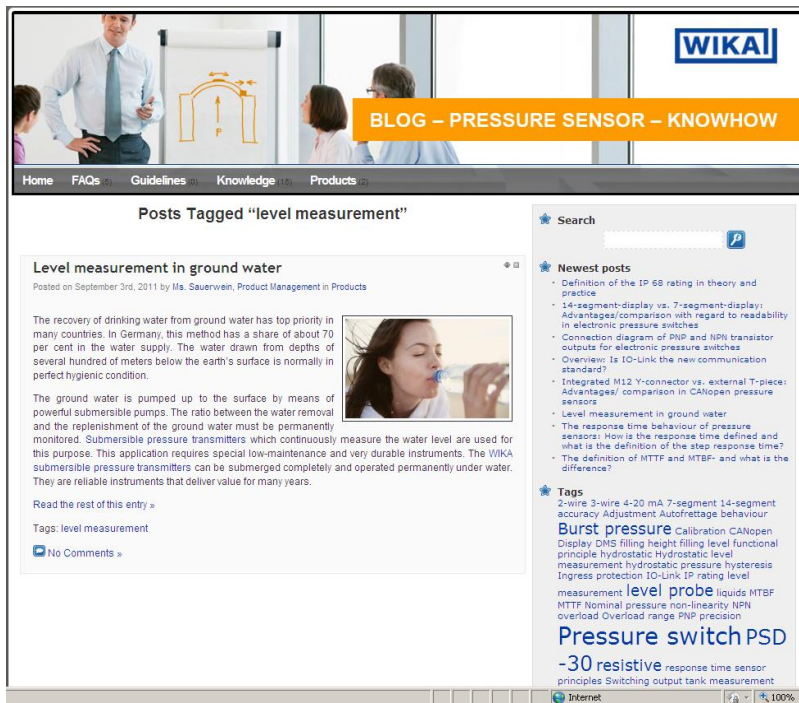 WIKA
P
BLOG – PRESSURE SENSOR – KNOWHOW
Home FAQs (6) Guidelines (0) Knowledge (16) Products (2)
Posts Tagged “level measurement”
Level measurement in ground water
Posted on September 3rd, 2011 by Ms. Sauerwein, Product Management in Products
The recovery of drinking water from ground water has top priority in
many countries. In Germany, this method has a share of about 70
per cent in the water supply. The water drawn from depths of
several hundred of meters below the earth's surface is normally in
perfect hygienic condition.
The ground water is pumped up to the surface by means of
powerful submersible pumps. The ratio between the water removal
and the replenishment of the ground water must be permanently
monitored. Submersible pressure transmitters which continuously measure the water level are used for
this purpose. This application requires special low-maintenance and very durable instruments. The WIKA
submersible pressure transmitters can be submerged completely and operated permanently under water.
They are reliable instruments that deliver value for many years.
Read the rest of this entry »
Tags: level measurement
No Comments »
Search
Newest posts
Definition of the IP 68 rating in theory and
practice
14-segment-display vs. 7-segment-display:
Advantages/comparison with regard to readability
in electronic pressure switches
Connection diagram of PNP and NPN transistor
outputs for electronic pressure switches
Overview: Is IO-Link the new communication
standard?
Integrated M12 Y-connector vs. external T-piece:
Advantages/ comparison in CANopen pressure
sensors
Level measurement in ground water
The response time behaviour of pressure
sensors: How is the response time defined and
what is the definition of the step response time?
The definition of MTTF and MTBF- and what is the
difference?
Tags
2-wire 3-wire 4-20 mA 7-segment 14-segment
accuracy Adjustment Autofrettage behaviour
Burst pressure Calibration CANopen
Display DMS filling height filling level functional
principle hydrostatic Hydrostatic level
measurement hydrostatic pressure hysteresis
Ingress protection IO-Link IP rating level
measurement level probe liquids MTBF
MTTF Nominal pressure non-linearity NPN
overload Overload range PNP precision
Pressure switch PSD
-30 resistive response time sensor
principles Switching output tank measurement
Internet 100%